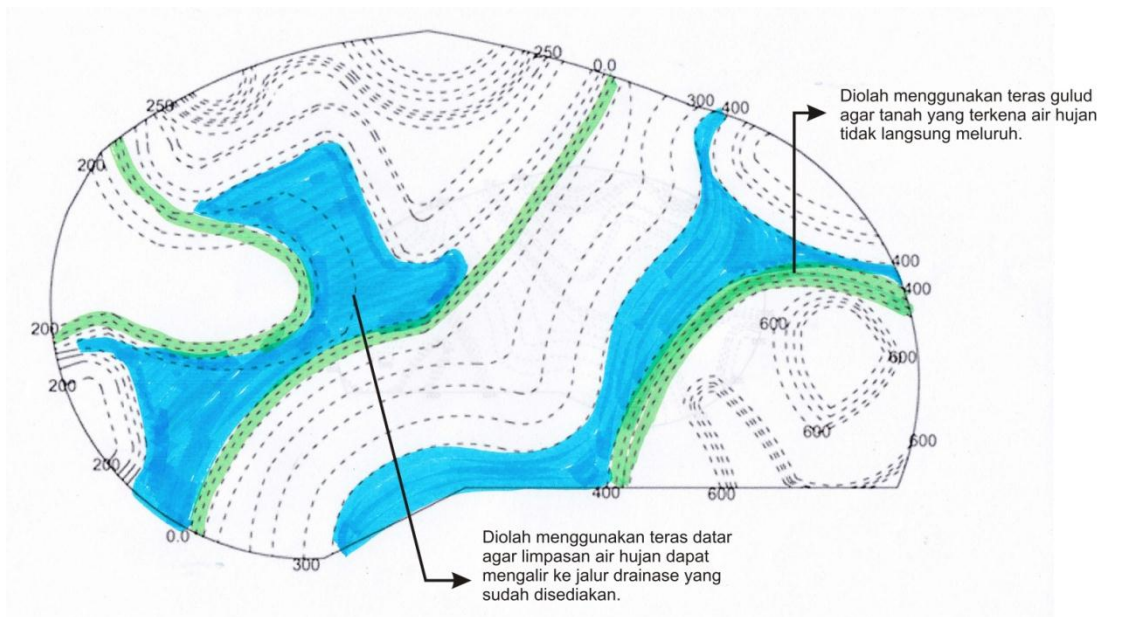 250
0.0
250
300 400
Diolah menggunakan teras gulud
agar tanah yang terkena air hujan
tidak langsung meluruh.
200
400
400
200
600
600
200
600
600
200
400
600
0.0
300
Diolah menggunakan teras datar
agar limpasan air hujan dapat
mengalir ke jalur drainase yang
sudah disediakan.